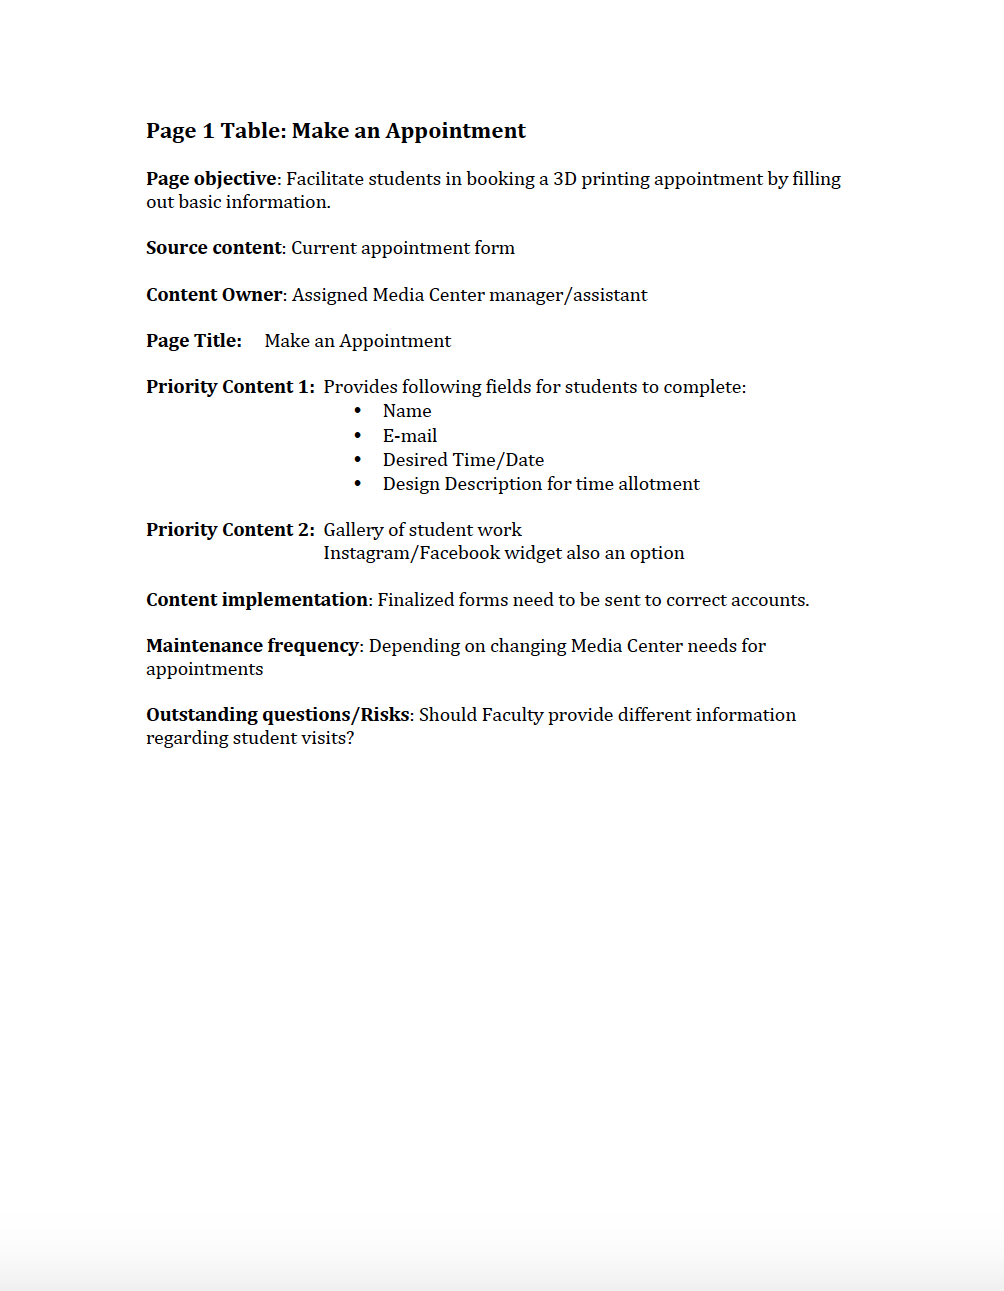 Page 1 Table: Make an Appointment
Page objective: Facilitate students in booking a 3D printing appointment by filling
out basic information.
Source content: Current appointment form
Content Owner: Assigned Media Center manager/assistant
Page Title: Make an Appointment
Priority Content 1: Provides following fields for students to complete:
• Name
• E-mail
• Desired Time/Date
• Design Description for time allotment
Priority Content 2: Gallery of student work
Instagram/Facebook widget also an option
Content implementation: Finalized forms need to be sent to correct accounts.
Maintenance frequency: Depending on changing Media Center needs for
appointments
Outstanding questions/Risks: Should Faculty provide different information
regarding student visits?